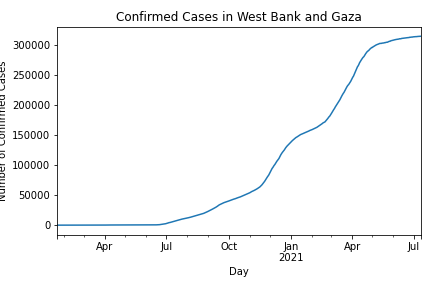 Confirmed Cases in West Bank and Gaza
Number of Confirmed Cases
300000
250000
200000
150000
100000
50000
0
Apr
Jul
Oct
Jan
2021
Apr
Jul
Day